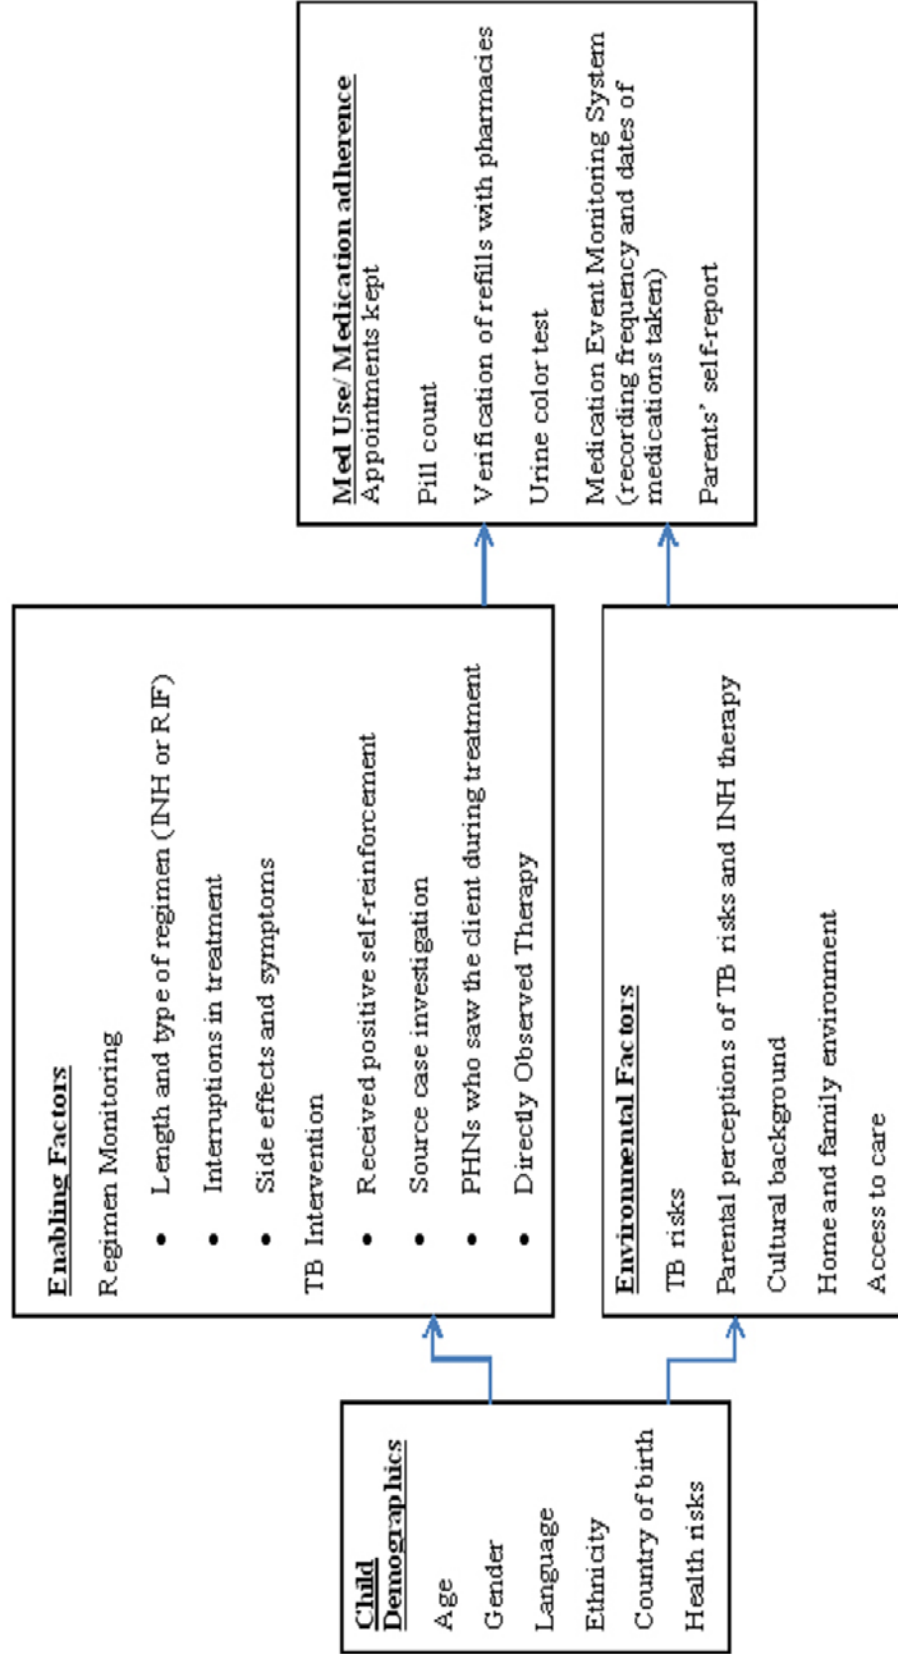 Child
Demographics
Age
Gender
Language
Ethnicity
Country of birth
Health risks
Enabling Factors
Regimen Monitoring
• Length and type of regimen (INH or RIF)
• Interruptions in treatment
• Side effects and symptoms
TB Intervention
• Received positive self-reinforcement
• Source case investigation
• PHNs who saw the client during treatment
• Directly Observed Therapy
Environmental Factors
TB risks
Parental perceptions of TB risks and INH therapy
Cultural background
Home and family environment
Access to care
Med Use/ Medication adherence
Appointments kept
Pill count
Verification of refills with pharmacies
Urine color test
Medication Event Monitoring System
(recording frequency and dates of
medications taken)
Parents’ self-report